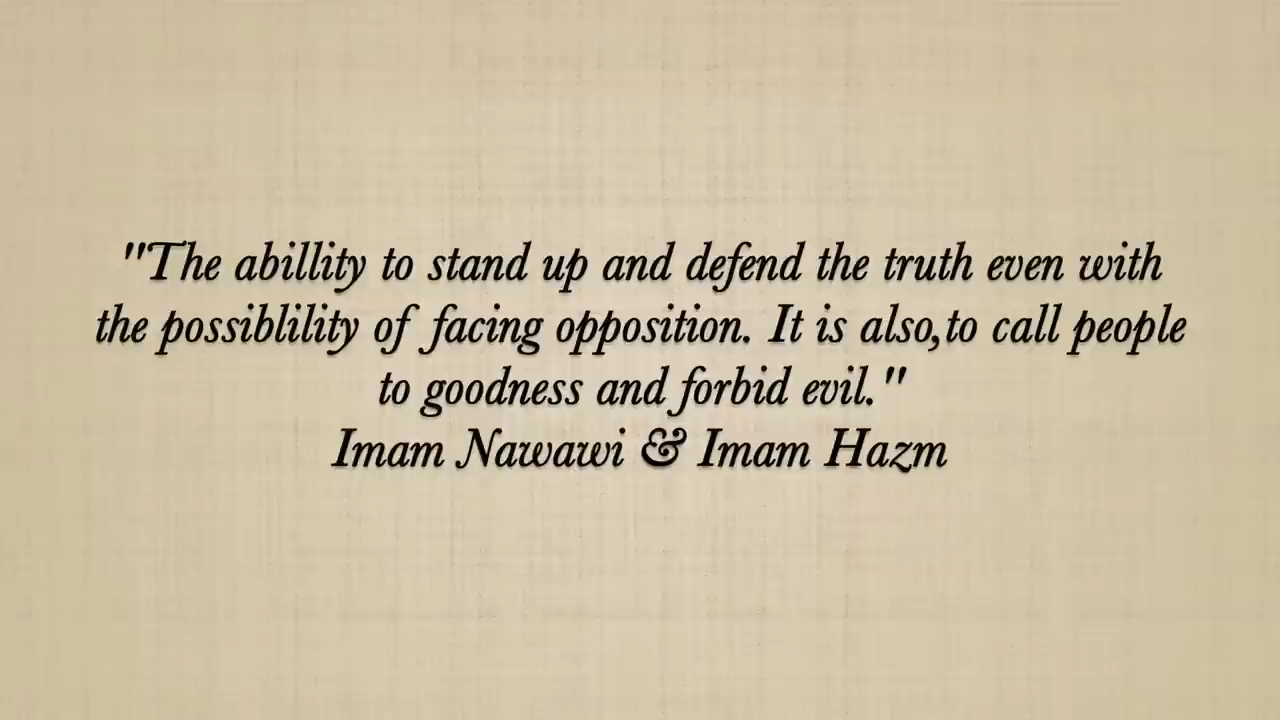 "The abillity to stand up and defend the truth even with
the possiblility of facing opposition. It is also,to call people
to goodness and forbid evil."
Imam Nawawi & Imam Hazm